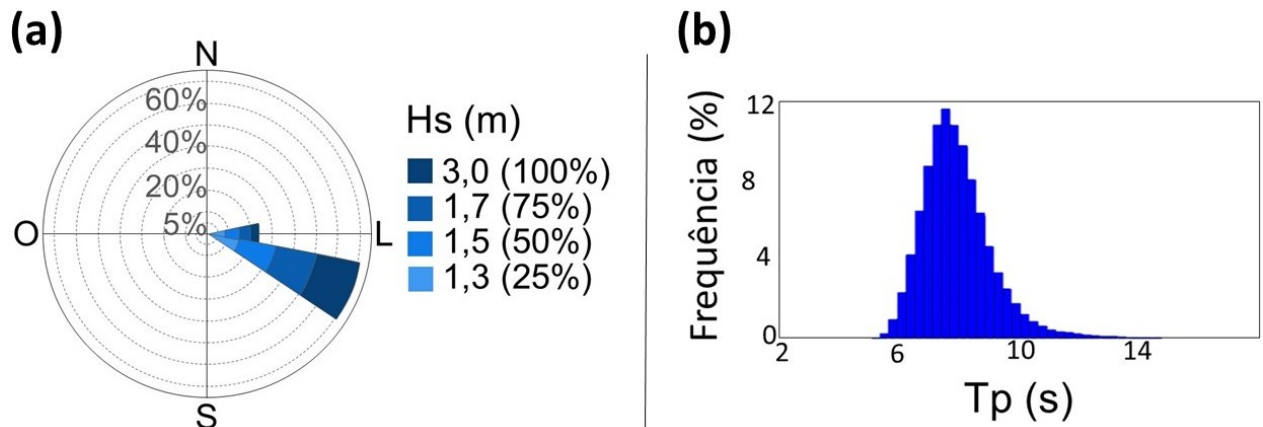 (a)
N
60%
40%
20%
5%
O
L
S
Hs (m)
3,0 (100%)
1,7 (75%)
1,5 (50%)
1,3 (25%)
(b)
Frequência (%)
12
8
4
0
2
6
10
14
Tp (s)